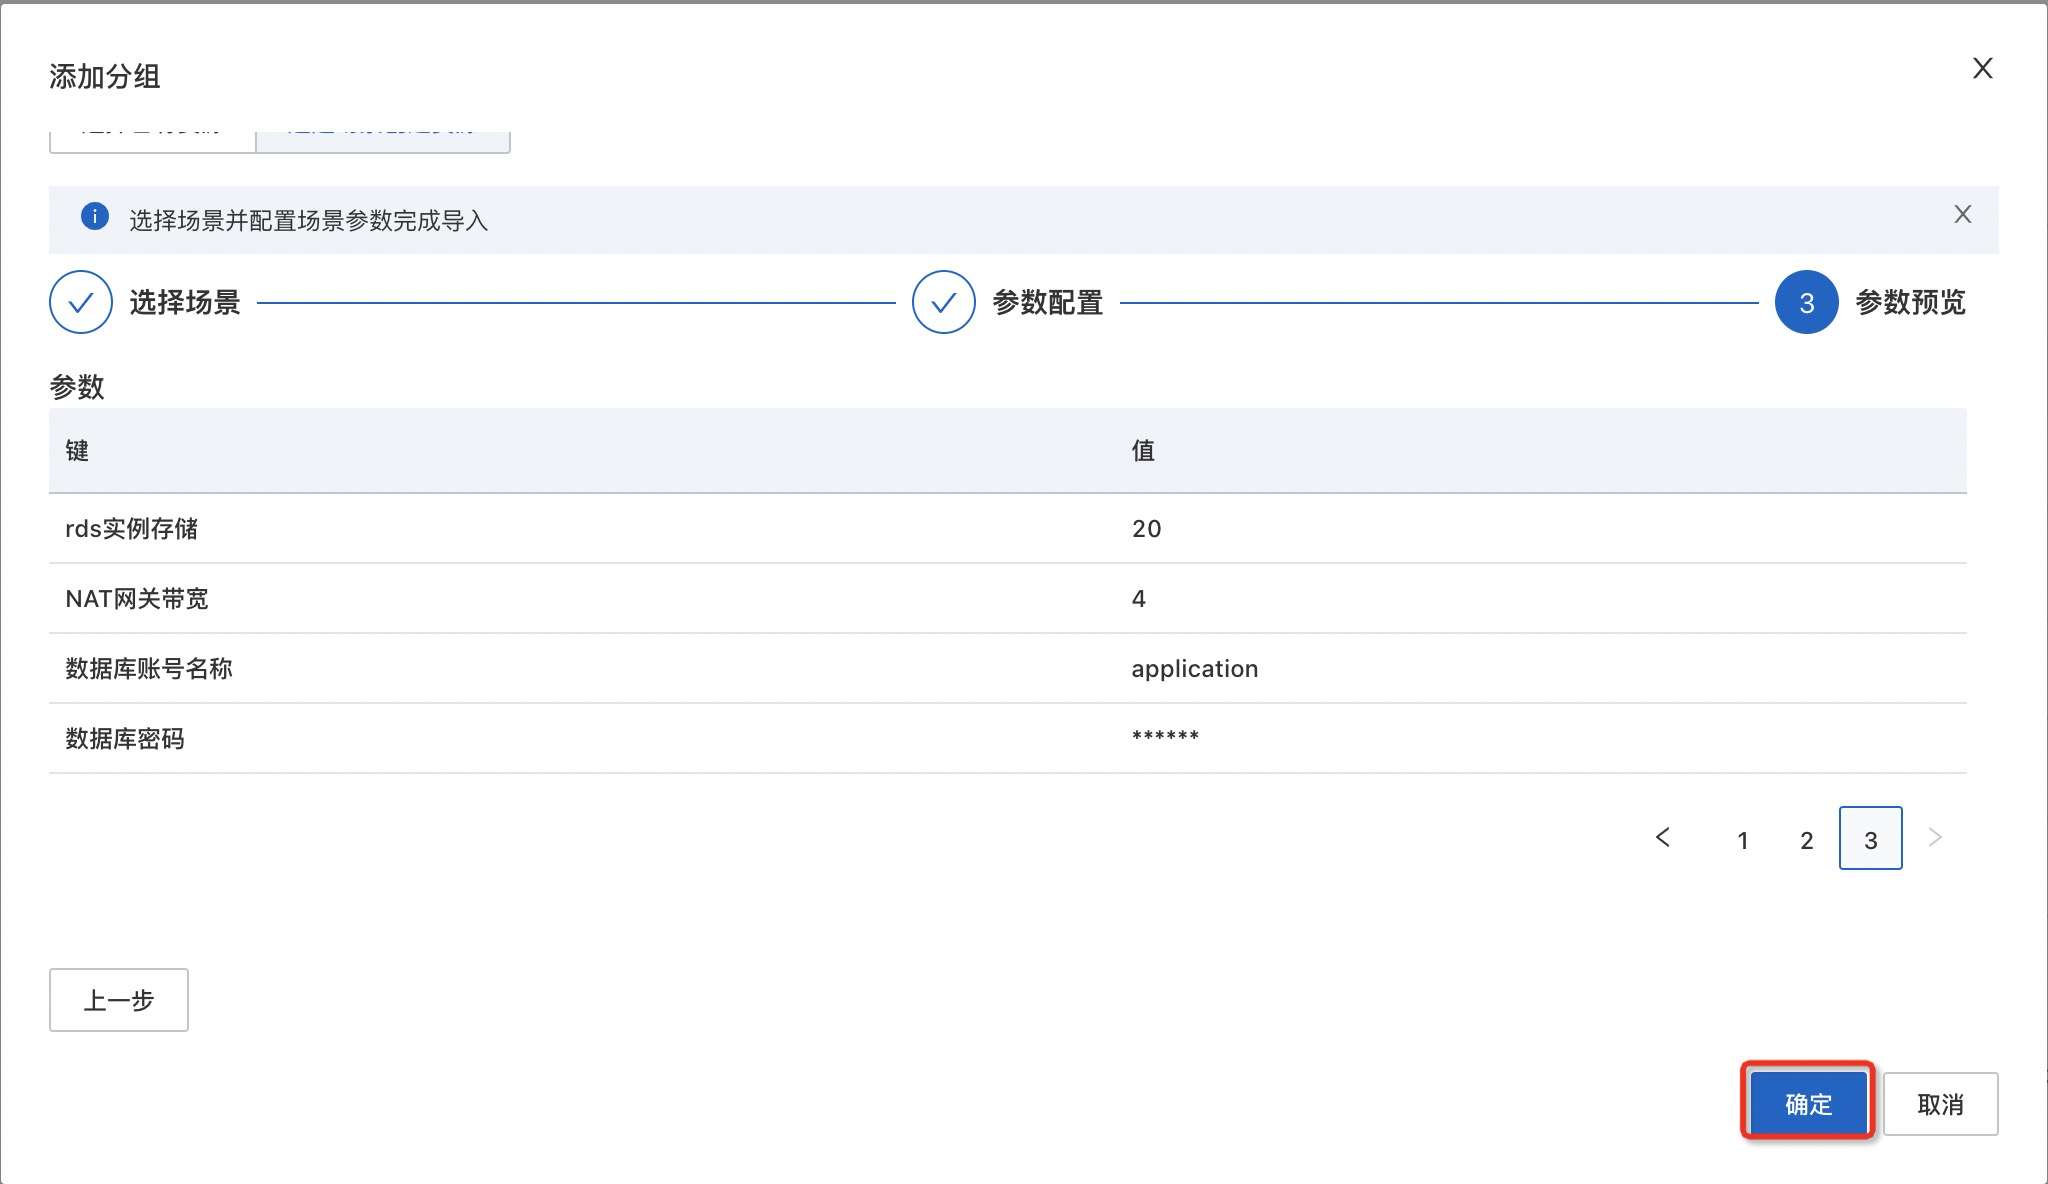 添加分组
选择场景并配置场景参数完成导入
选择场景
参数配置
3 参数预览
参数
键 值
rds实例存储 20
NAT网关带宽 4
数据库账号名称 application
数据库密码 ******
< 1 2 3 >
上一步
确定 取消